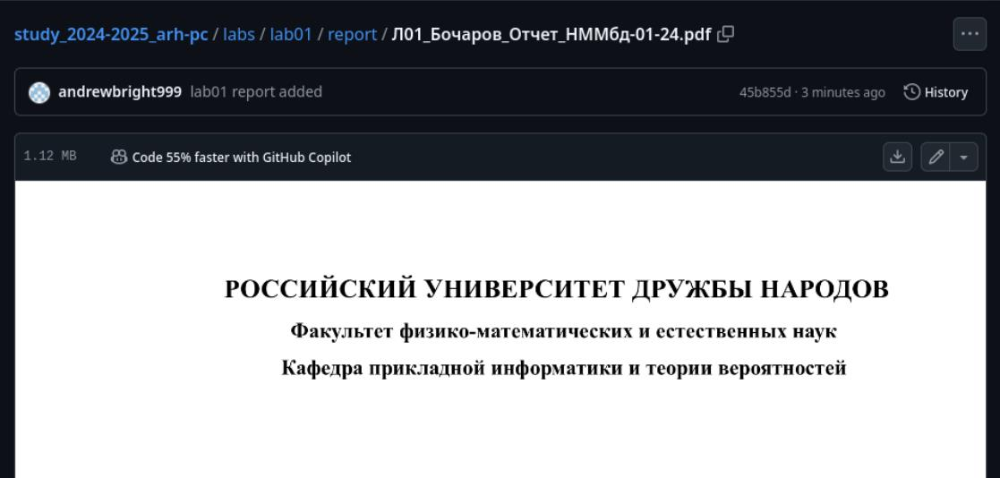 study_2024-2025_arh-pc / labs / lab01 / report / Л01_Бочаров_Отчет_НММбд-01-24.pdf
andrewbright999 lab01 report added 45b855d · 3 minutes ago History
1.12 MB Code 55% faster with GitHub Copilot
РОССИЙСКИЙ УНИВЕРСИТЕТ ДРУЖБЫ НАРОДОВ
Факультет физико-математических и естественных наук
Кафедра прикладной информатики и теории вероятностей